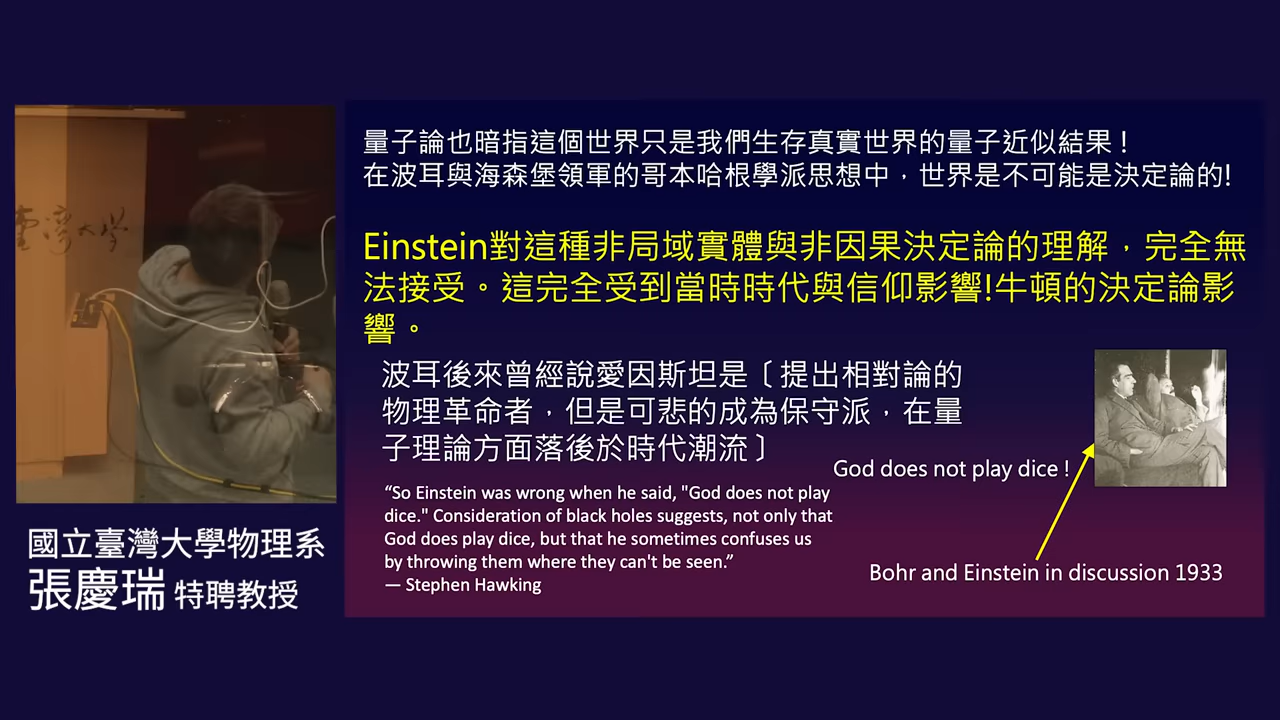 量子論也暗指這個世界只是我們生存真實世界的量子近似結果!
在波耳與海森堡領軍的哥本哈根學派思想中,世界是不可能是決定論的!
Einstein對這種非局域實體與非因果決定論的理解,完全無
法接受。這完全受到當時時代與信仰影響!牛頓的決定論影
響。
波耳後來曾經說愛因斯坦是〔提出相對論的
物理革命者,但是可悲的成為保守派,在量
子理論方面落後於時代潮流〕
God does not play dice !
“So Einstein was wrong when he said, "God does not play
dice." Consideration of black holes suggests, not only that
God does play dice, but that he sometimes confuses us
by throwing them where they can't be seen.”
— Stephen Hawking
Bohr and Einstein in discussion 1933
臺灣大學
國立臺灣大學物理系
張慶瑞 特聘教授